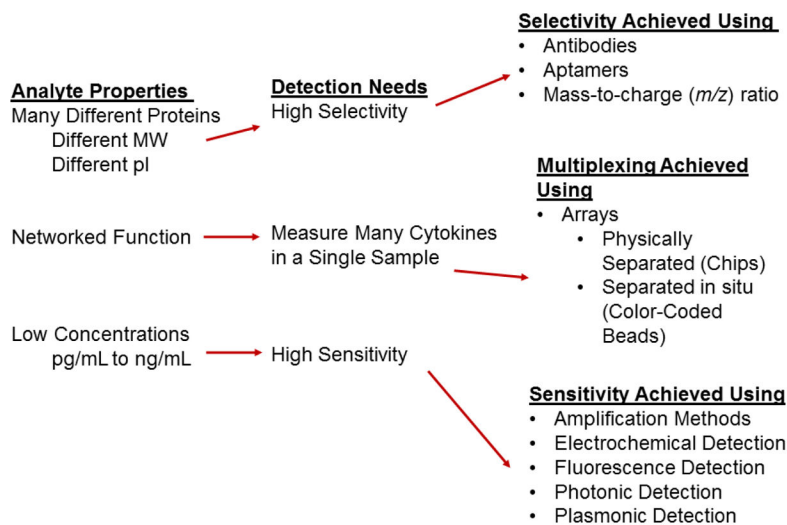 Analyte Properties
Many Different Proteins
Different MW
Different pI
Networked Function
Low Concentrations
pg/mL to ng/mL
Detection Needs
High Selectivity
Measure Many Cytokines
in a Single Sample
High Sensitivity
Selectivity Achieved Using
• Antibodies
• Aptamers
• Mass-to-charge (m/z) ratio
Multiplexing Achieved
Using
• Arrays
• Physically
Separated (Chips)
• Separated in situ
(Color-Coded
Beads)
Sensitivity Achieved Using
• Amplification Methods
• Electrochemical Detection
• Fluorescence Detection
• Photonic Detection
• Plasmonic Detection